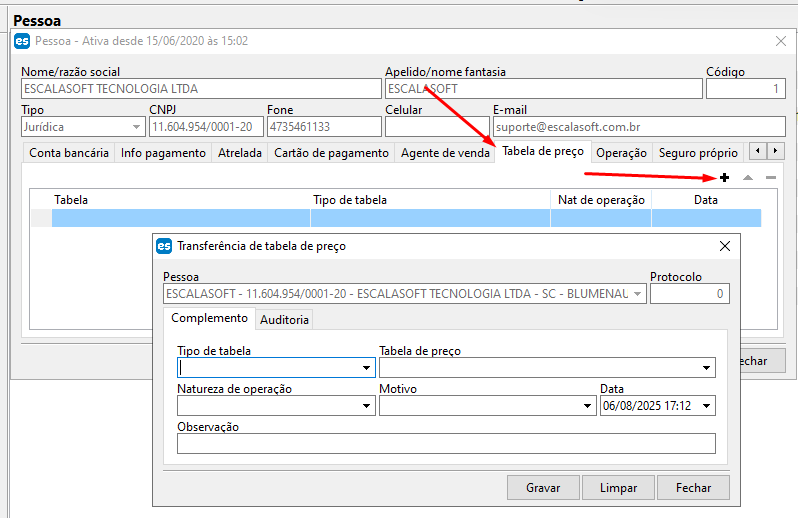 Pessoa
es Pessoa - Ativa desde 15/06/2020 às 15:02
Nome/razão social Apelido/nome fantasia Código
ESCALASOFT TECNOLOGIA LTDA ESCALASOFT 1
Tipo CNPJ Fone Celular E-mail
Jurídica 11.604.954/0001-20 4735461133 suporte@escalasoft.com.br
Conta bancária Info pagamento Atrelada Cartão de pagamento Agente de venda Tabela de preço Operação Seguro próprio
Tabela Tipo de tabela Nat de operação Data
es Transferência de tabela de preço
Pessoa Protocolo
ESCALASOFT - 11.604.954/0001-20 - ESCALASOFT TECNOLOGIA LTDA - SC - BLUMENAU 0
Complemento Auditoria
Tipo de tabela Tabela de preço
echar
Natureza de operação Motivo Data
06/08/2025 17:12
Observação
Gravar Limpar Fechar